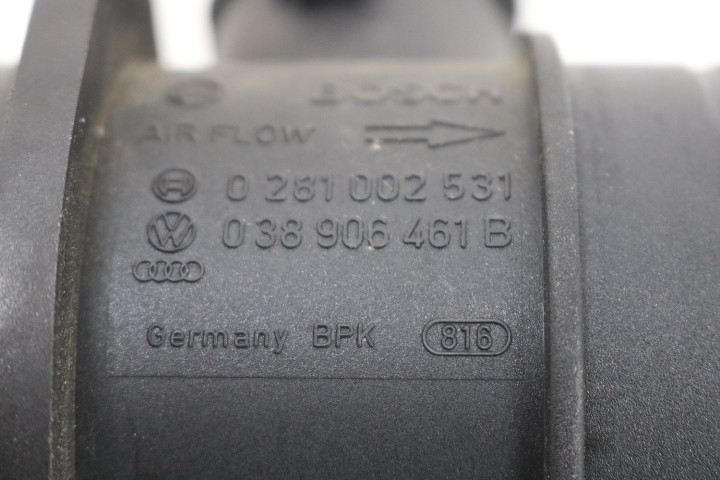 BOSCH
AIR FLOW
0 281 002 531
038 906 461 B
Germany BPK 816